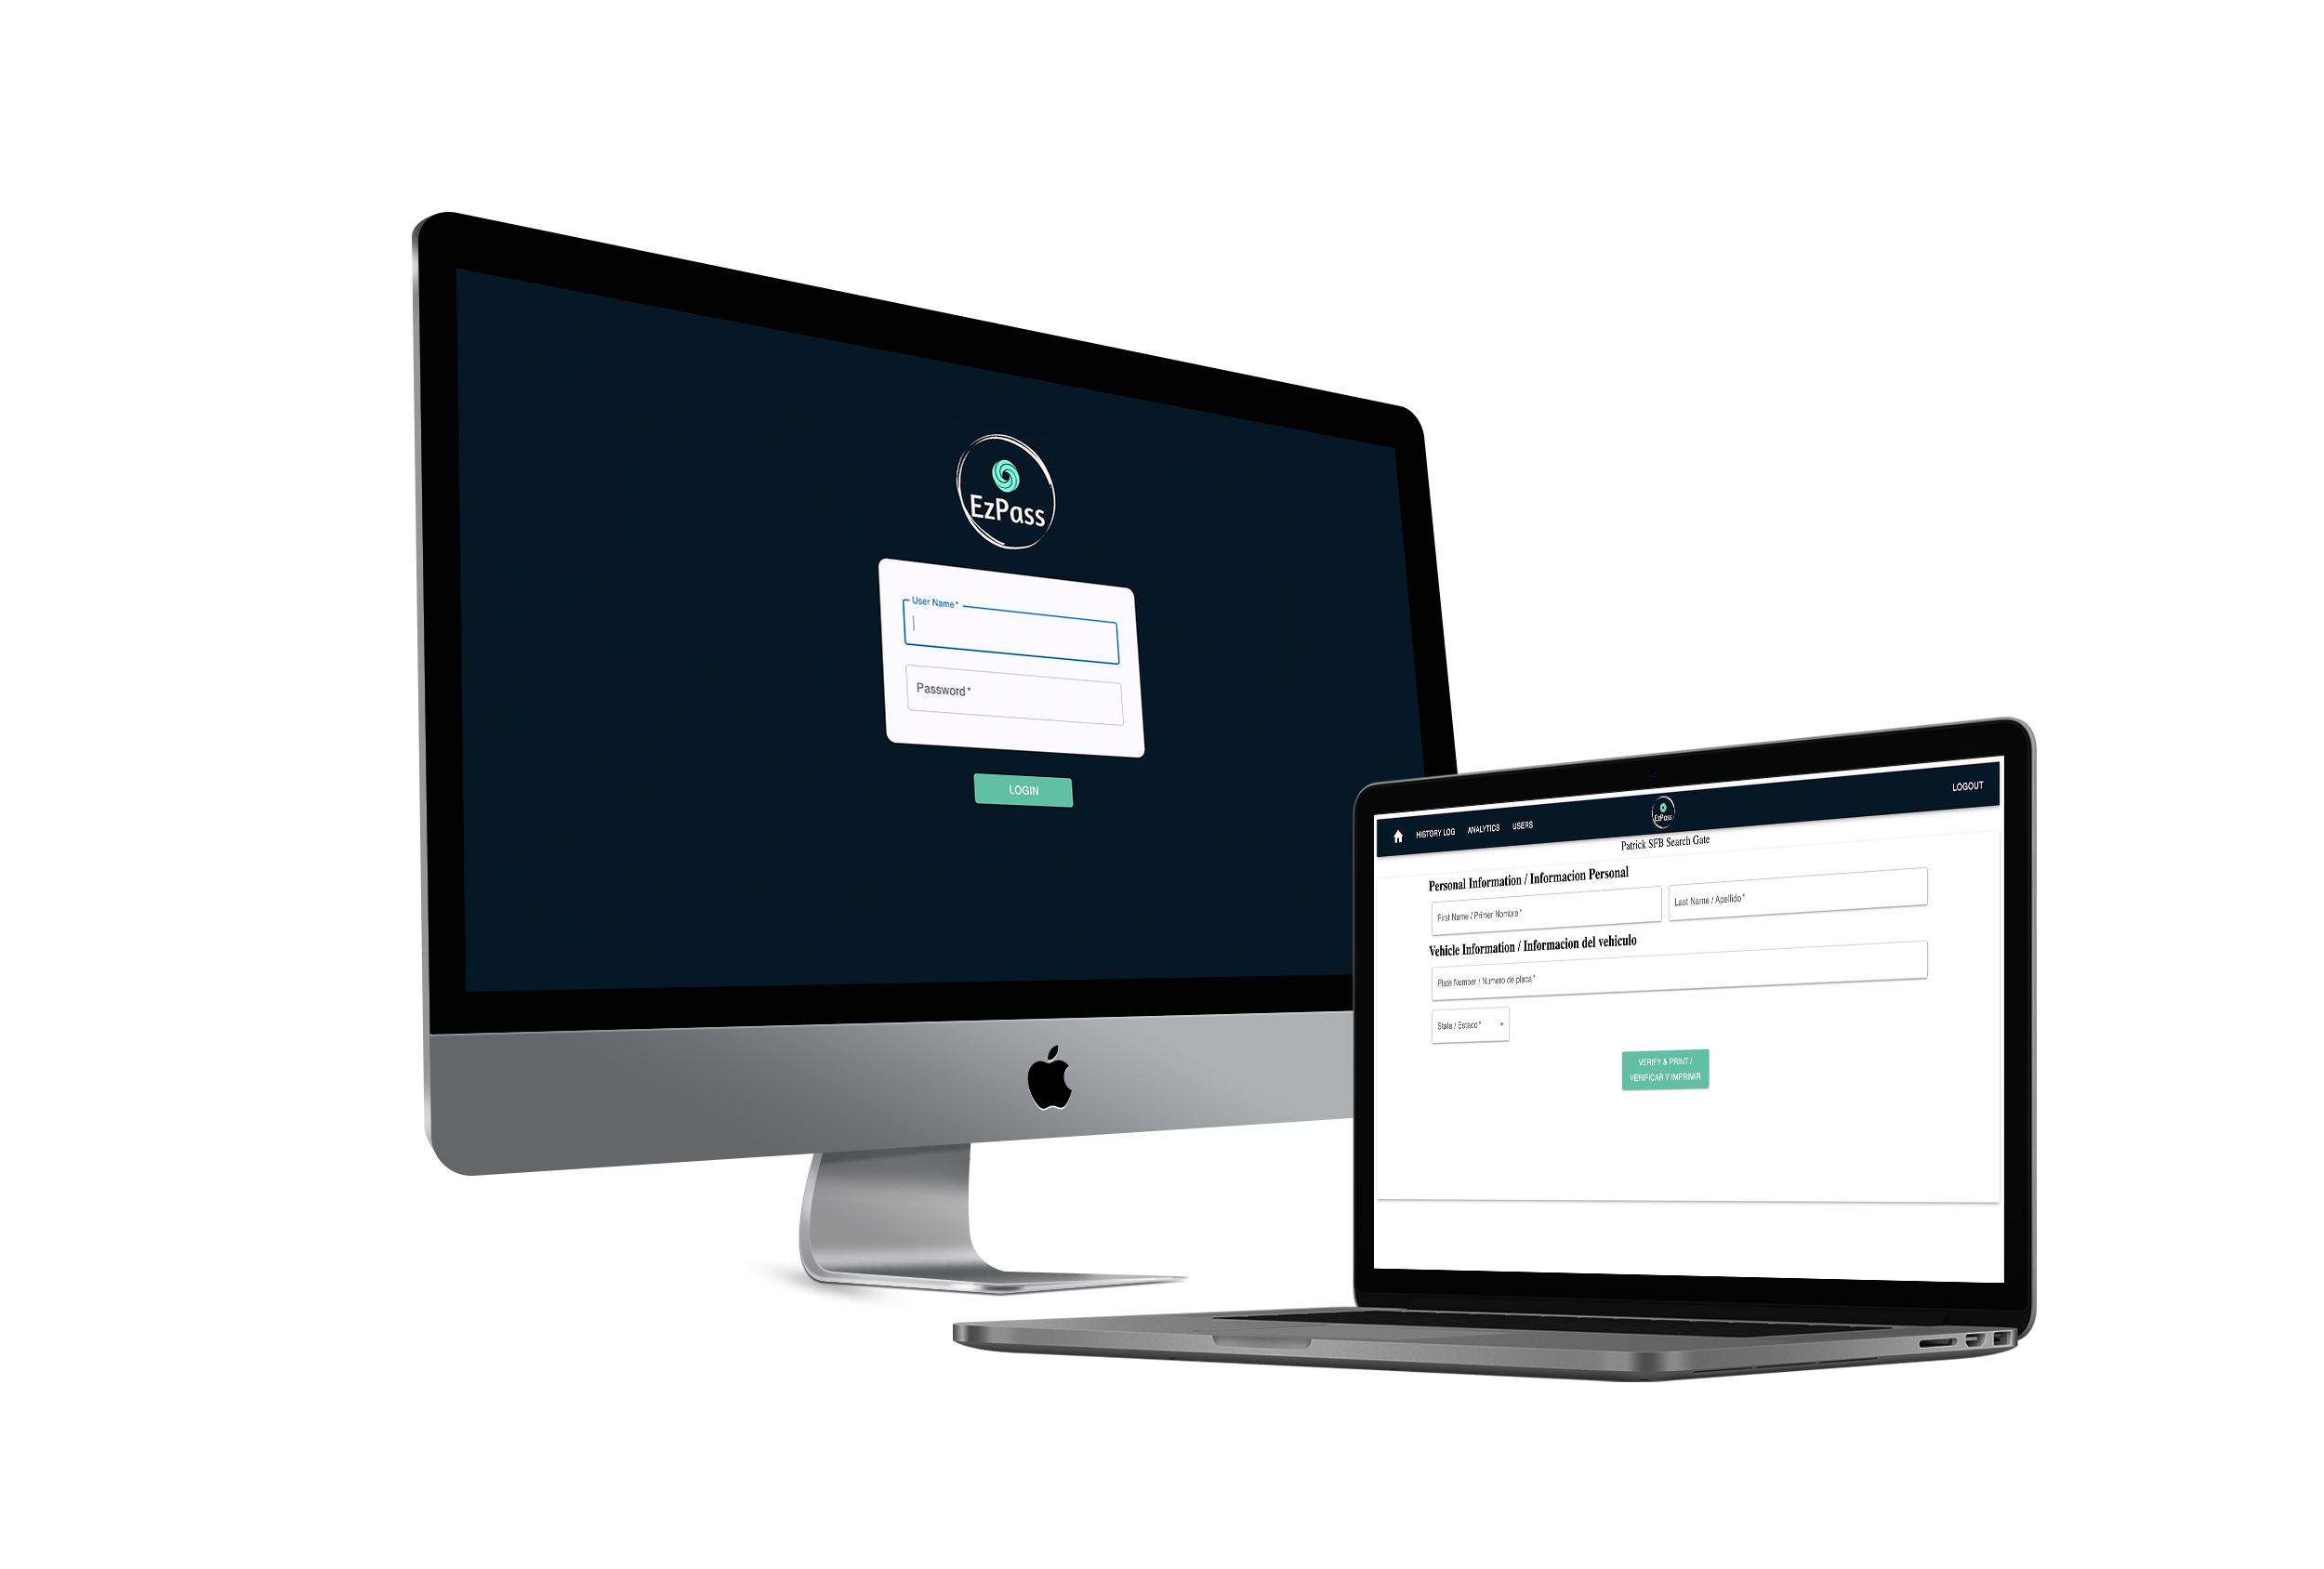 EzPass
User Name *
Password *
LOGIN
HISTORY LOG
ANALYTICS
USERS
EzPass
LOGOUT
Patrick SFB Search Gate
Personal Information / Informacion Personal
First Name / Primer Nombre *
Last Name / Apellido *
Vehicle Information / Informacion del vehiculo
Plate Number / Numero de placa *
State / Estado *
VERIFY & PRINT /
VERIFICAR Y IMPRIMIR